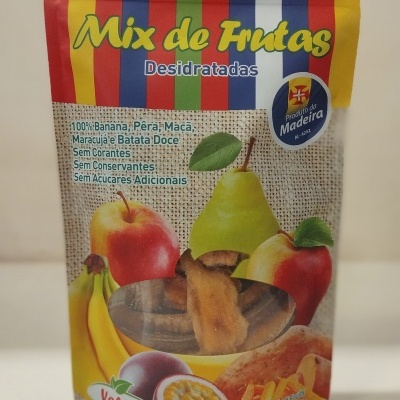 Mix de Frutas
Desidratadas
Produto da
Madeira
100% Banana, Pêra, Maçã,
Maracujá e Batata Doce
Sem Corantes
Sem Conservantes
Sem Açucares Adicionais